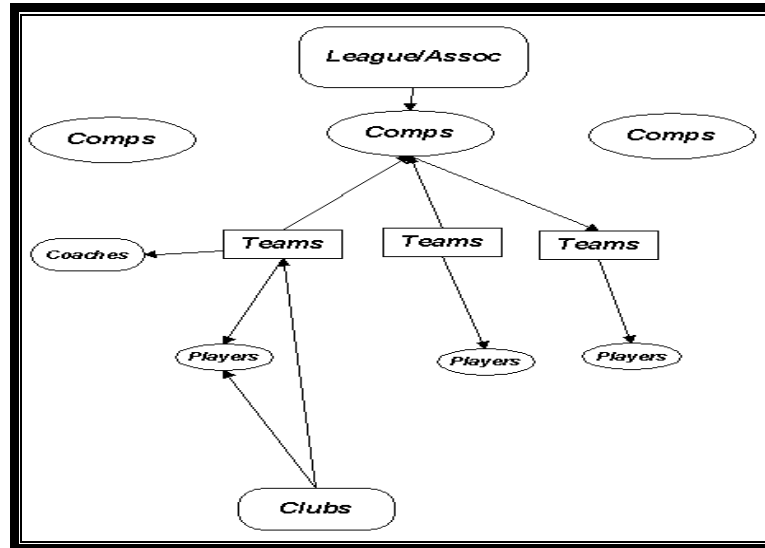 League/Assoc
Comps
Comps
Comps
Teams
Teams
Teams
Coaches
Players
Players
Players
Clubs